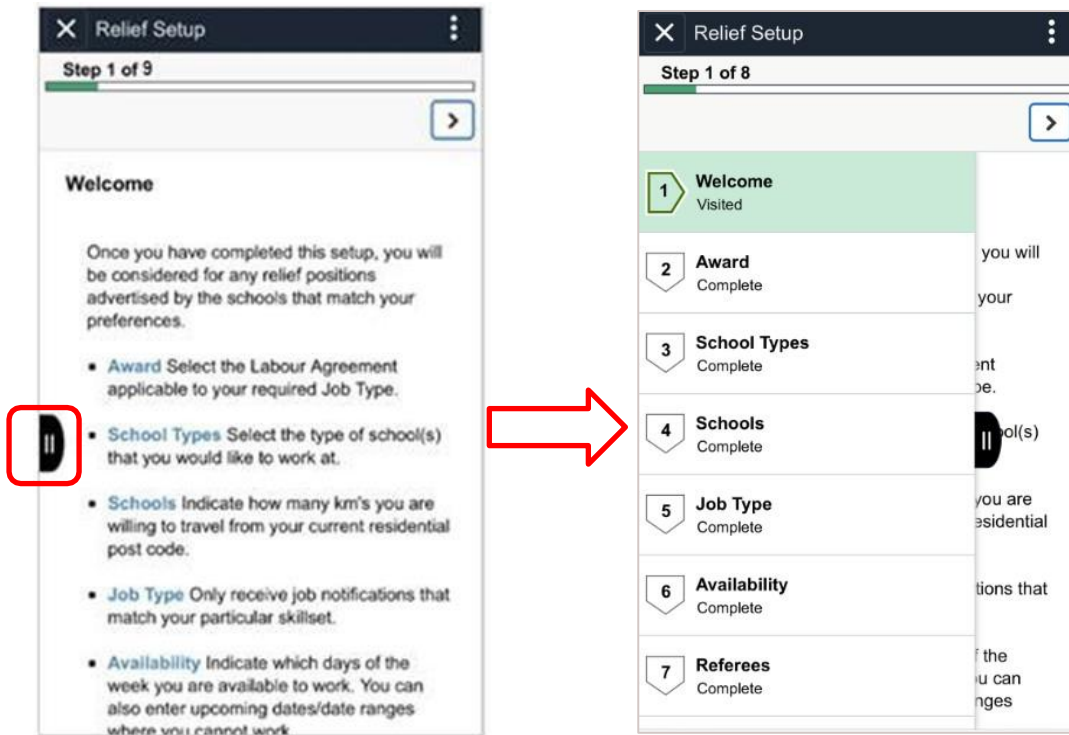 Relief Setup
Step 1 of 9
Welcome
Once you have completed this setup, you will
be considered for any relief positions
advertised by the schools that match your
preferences.
Award Select the Labour Agreement
applicable to your required Job Type.
School Types Select the type of school(s)
that you would like to work at.
Schools Indicate how many km's you are
willing to travel from your current residential
post code.
Job Type Only receive job notifications that
match your particular skillset.
Availability Indicate which days of the
week you are available to work. You can
also enter upcoming dates/date ranges
where you cannot work
Relief Setup
Step 1 of 8
1 Welcome
Visited
2 Award
Complete
3 School Types
Complete
4 Schools
Complete
5 Job Type
Complete
6 Availability
Complete
7 Referees
Complete
you will
your
ent
pe.
ool(s)
you are
esidential
tions that
f the
u can
nges